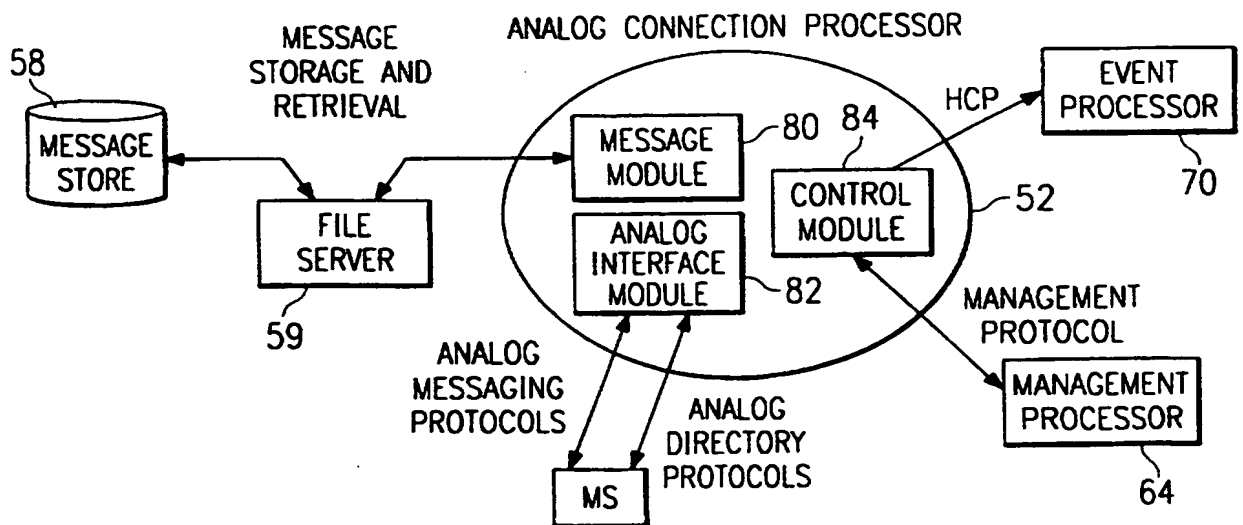 ANALOG CONNECTION PROCESSOR
MESSAGE
STORAGE AND
RETRIEVAL
58
MESSAGE
STORE
FILE
SERVER
59
MESSAGE
MODULE
80
ANALOG
INTERFACE
MODULE
82
84
CONTROL
MODULE
HCP
EVENT
PROCESSOR
70
52
MANAGEMENT
PROTOCOL
MANAGEMENT
PROCESSOR
64
ANALOG
MESSAGING
PROTOCOLS
ANALOG
DIRECTORY
PROTOCOLS
MS